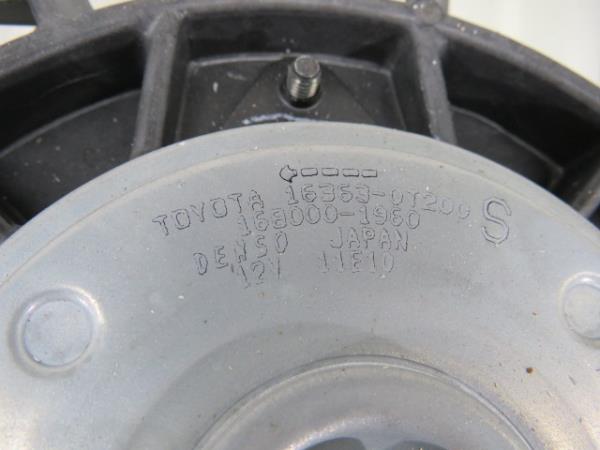 TOYOTA 16363-0T200
168000-1960 S
DENSO JAPAN
12V 11E10